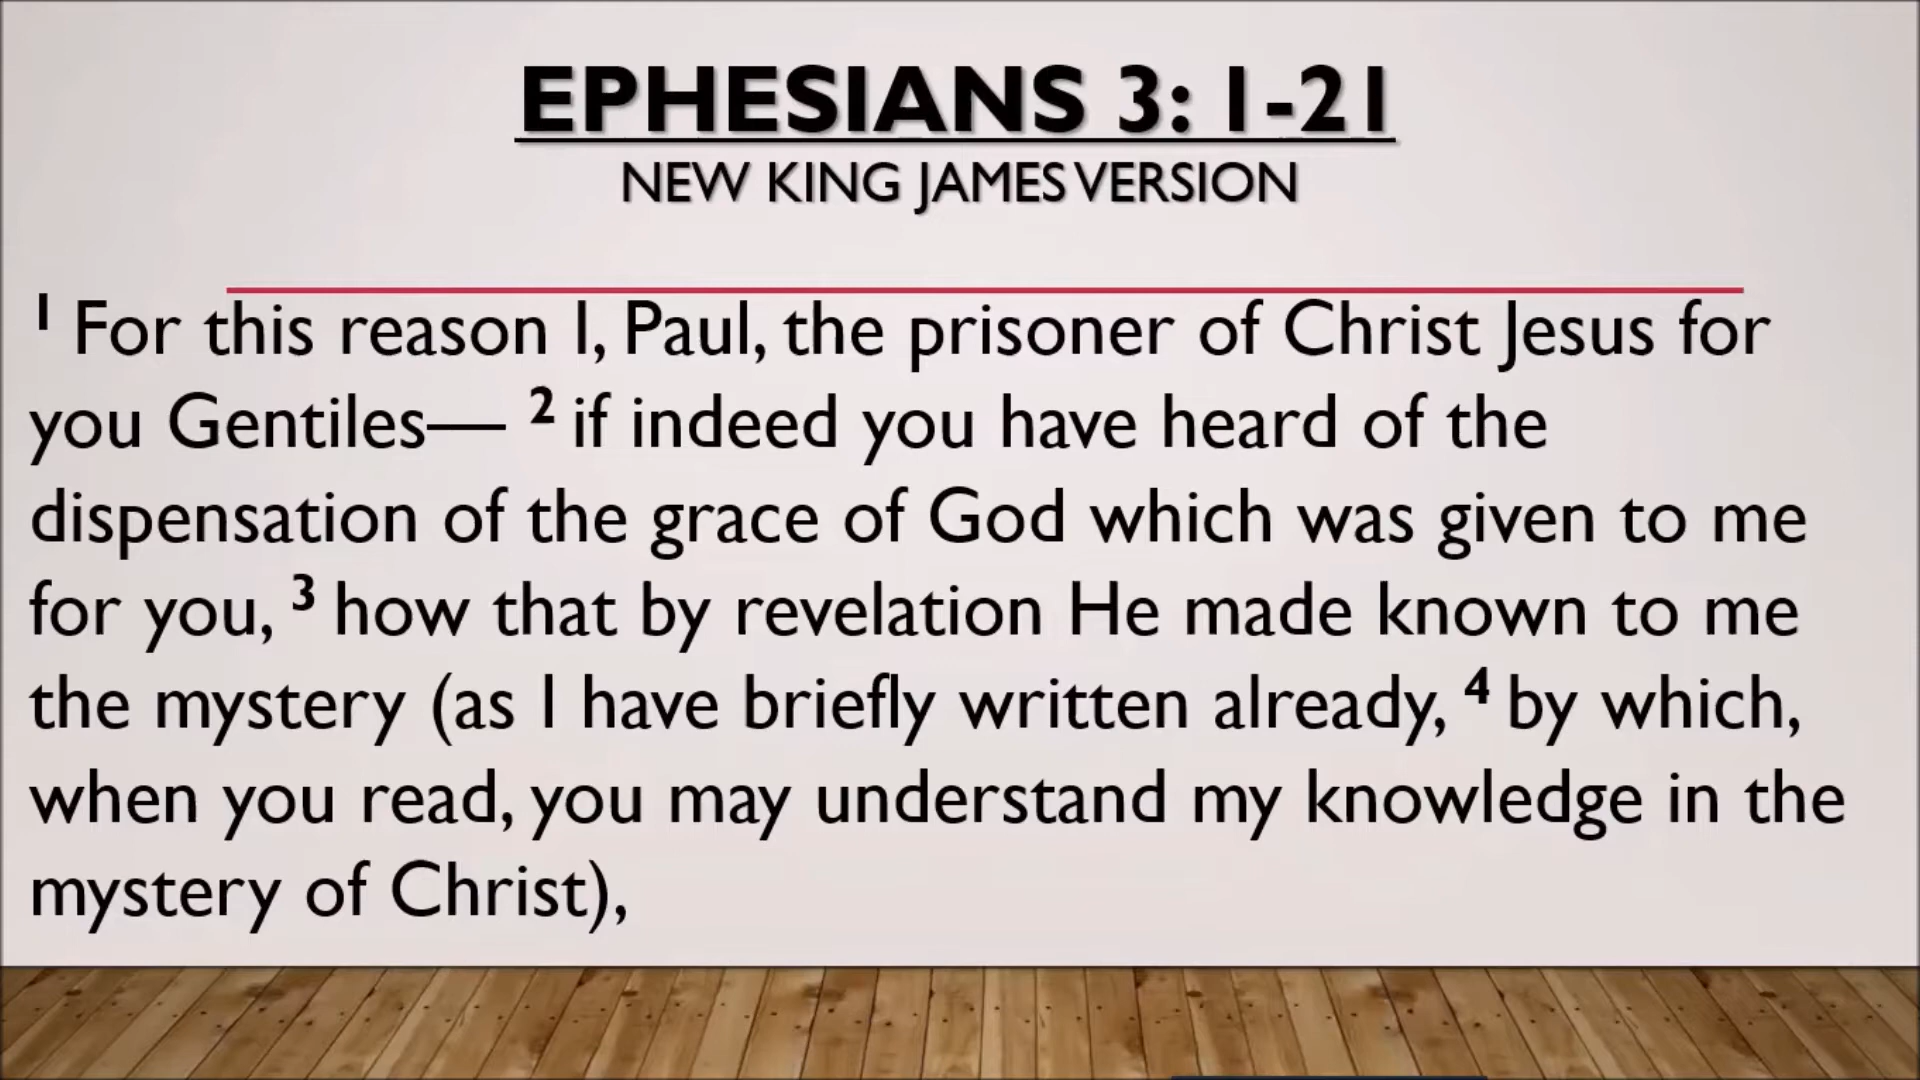 EPHESIANS 3: 1-21
NEW KING JAMES VERSION
1 For this reason I, Paul, the prisoner of Christ Jesus for
you Gentiles— 2 if indeed you have heard of the
dispensation of the grace of God which was given to me
for you, 3 how that by revelation He made known to me
the mystery (as I have briefly written already, 4 by which,
when you read, you may understand my knowledge in the
mystery of Christ),